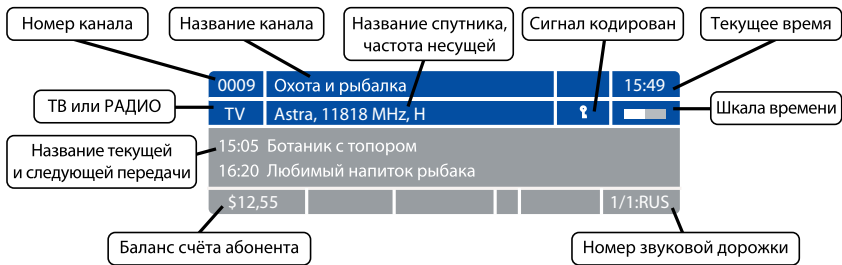 Номер канала
Название канала
Название спутника,
частота несущей
Сигнал кодирован
Текущее время
0009 Охота и рыбалка 15:49
ТВ или РАДИО
TV Astra, 11818 MHz, H
Шкала времени
Название текущей
и следующей передачи
15:05 Ботаник с топором
16:20 Любимый напиток рыбака
$12,55 1/1:RUS
Баланс счёта абонента
Номер звуковой дорожки